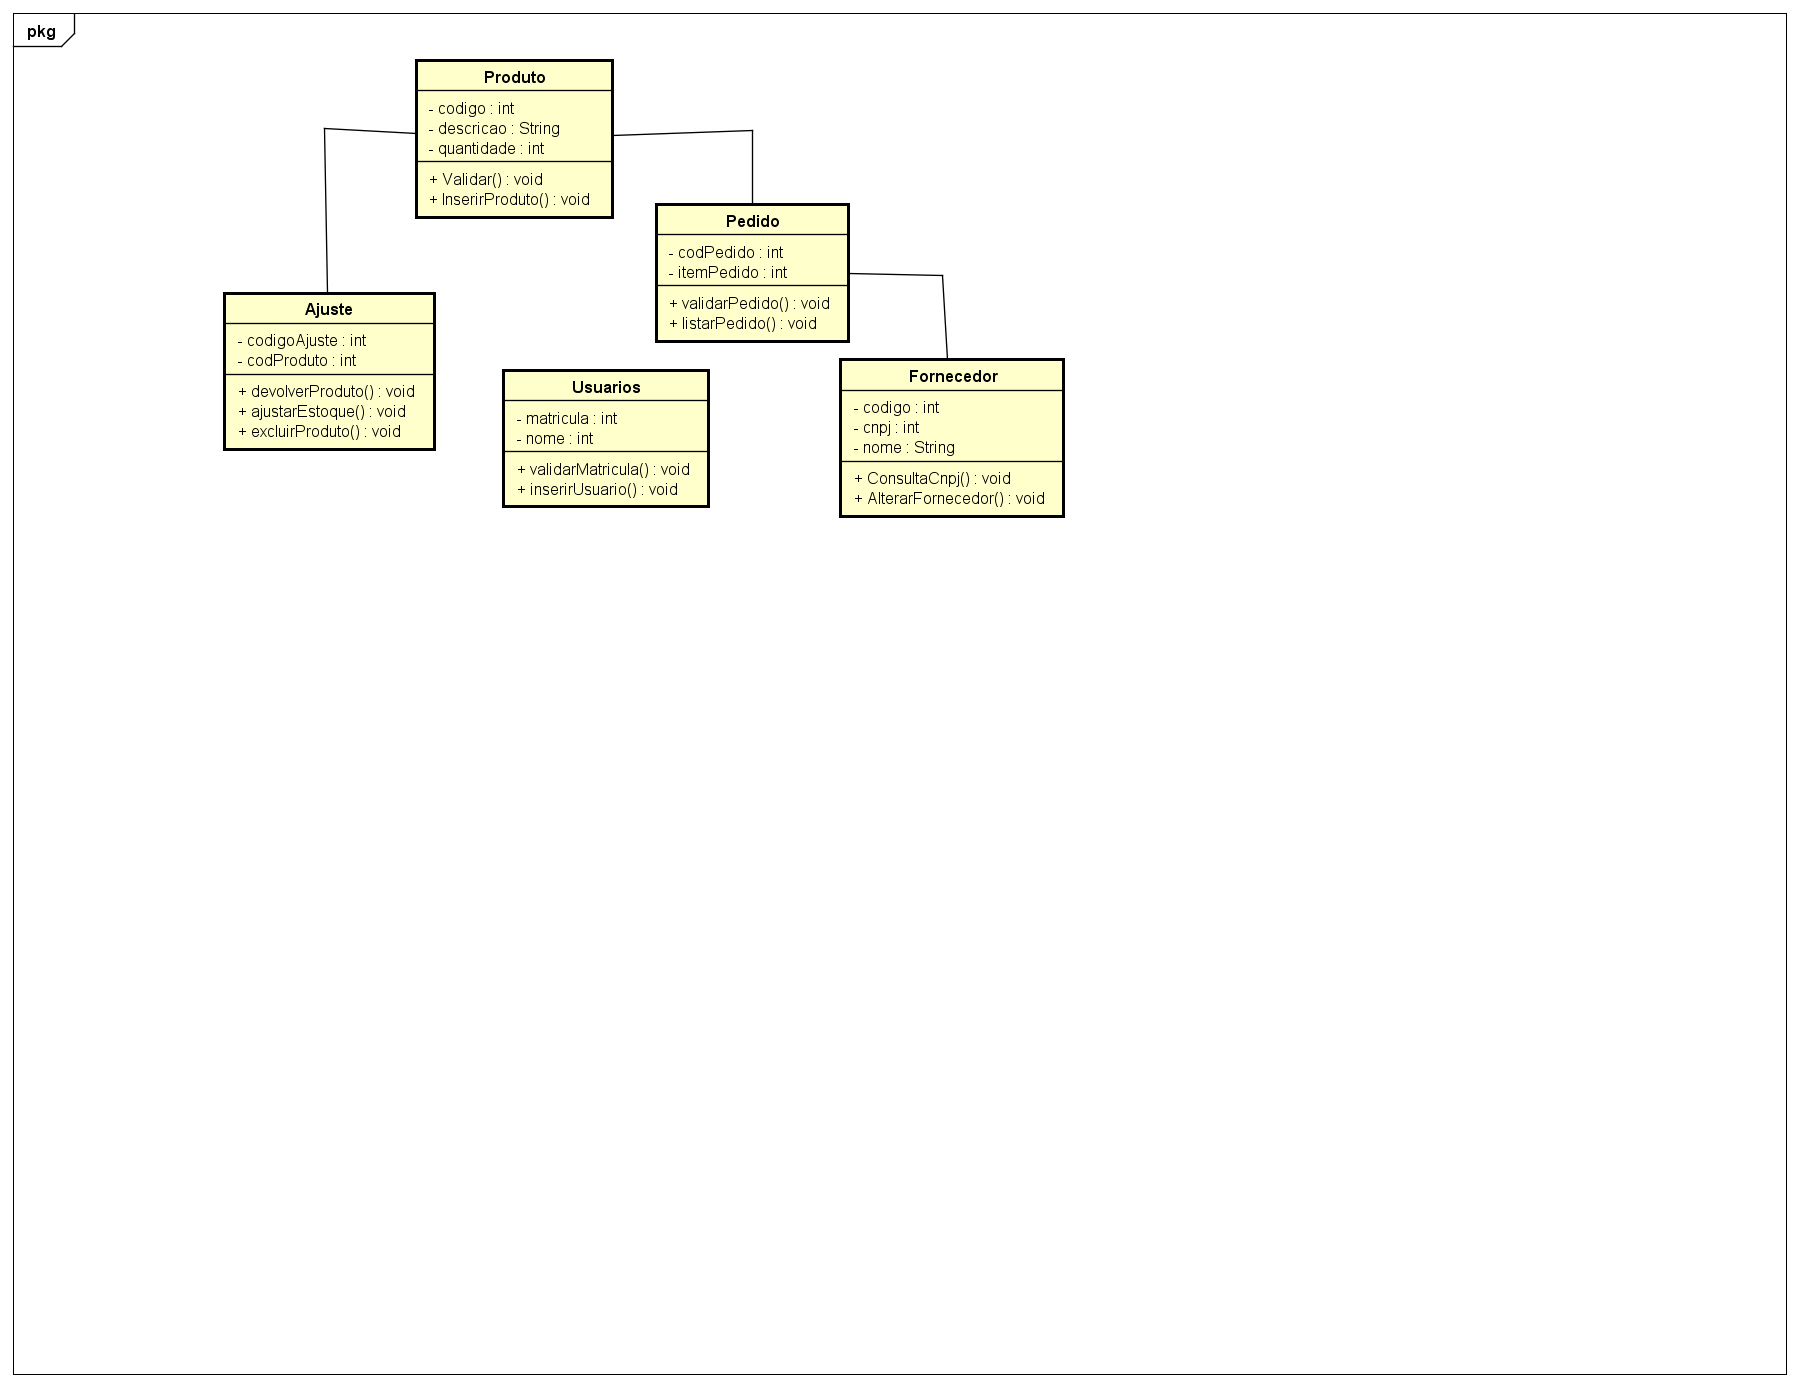 pkg
Produto
- codigo : int
- descricao : String
- quantidade : int
+ Validar() : void
+ InserirProduto() : void
Pedido
- codPedido : int
- itemPedido : int
+ validarPedido() : void
+ listarPedido() : void
Ajuste
- codigoAjuste : int
- codProduto : int
+ devolverProduto() : void
+ ajustarEstoque() : void
+ excluirProduto() : void
Usuarios
- matricula : int
- nome : int
+ validarMatricula() : void
+ inserirUsuario() : void
Fornecedor
- codigo : int
- cnpj : int
- nome : String
+ ConsultaCnpj() : void
+ AlterarFornecedor() : void